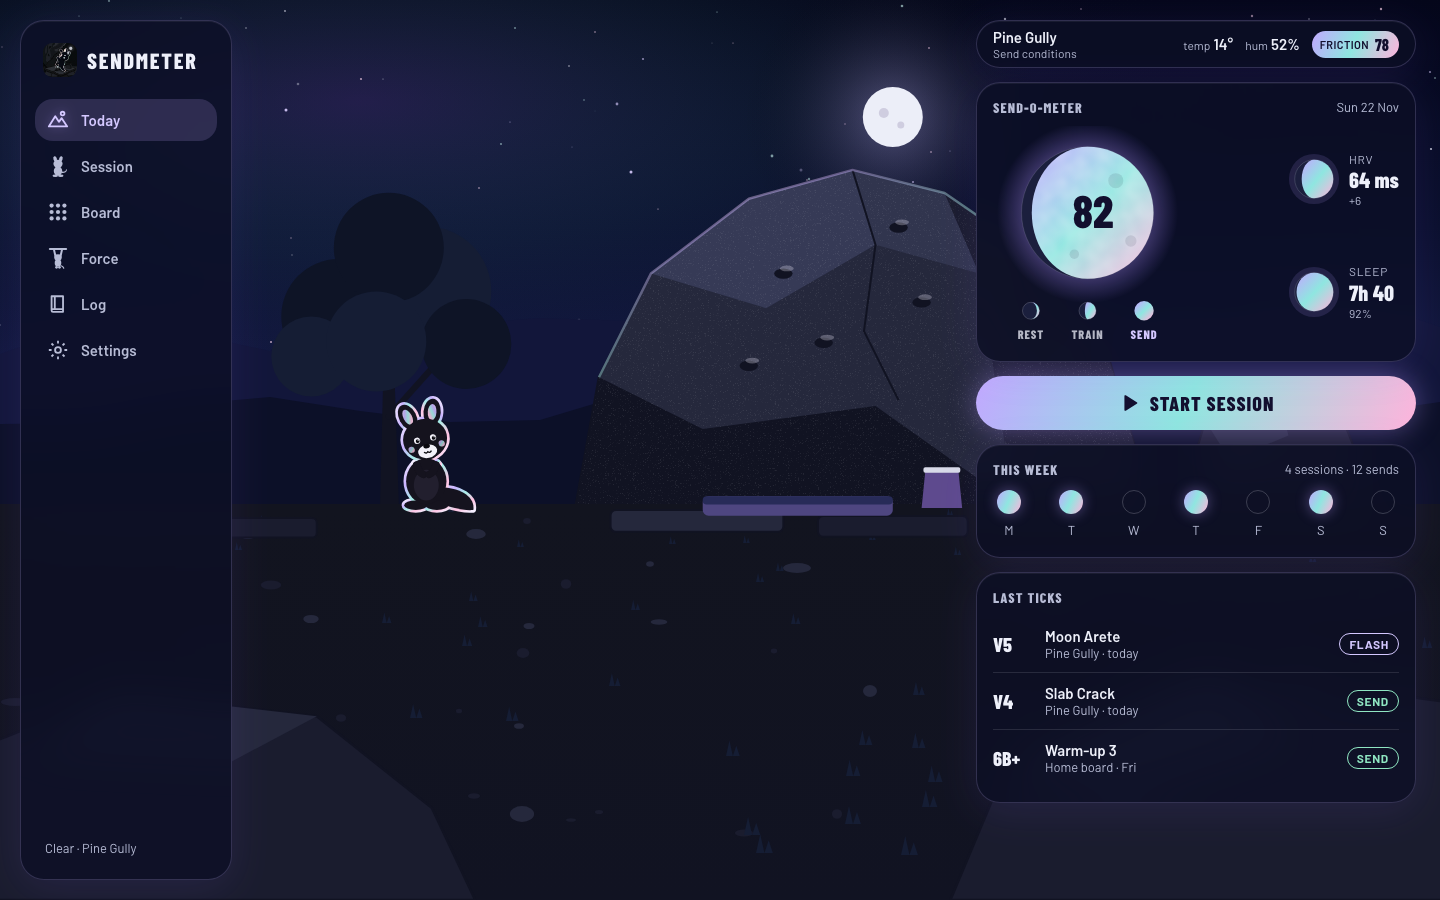 SENDMETER
Today
Session
Board
Force
Log
Settings
Clear · Pine Gully
Pine Gully
Send conditions
temp 14° hum 52% FRICTION 78
SEND-O-METER
Sun 22 Nov
82
REST TRAIN SEND
HRV
64 ms
+6
SLEEP
7h 40
92%
START SESSION
THIS WEEK
4 sessions · 12 sends
M T W T F S S
LAST TICKS
V5
Moon Arete
Pine Gully · today
FLASH
V4
Slab Crack
Pine Gully · today
SEND
6B+
Warm-up 3
Home board · Fri
SEND